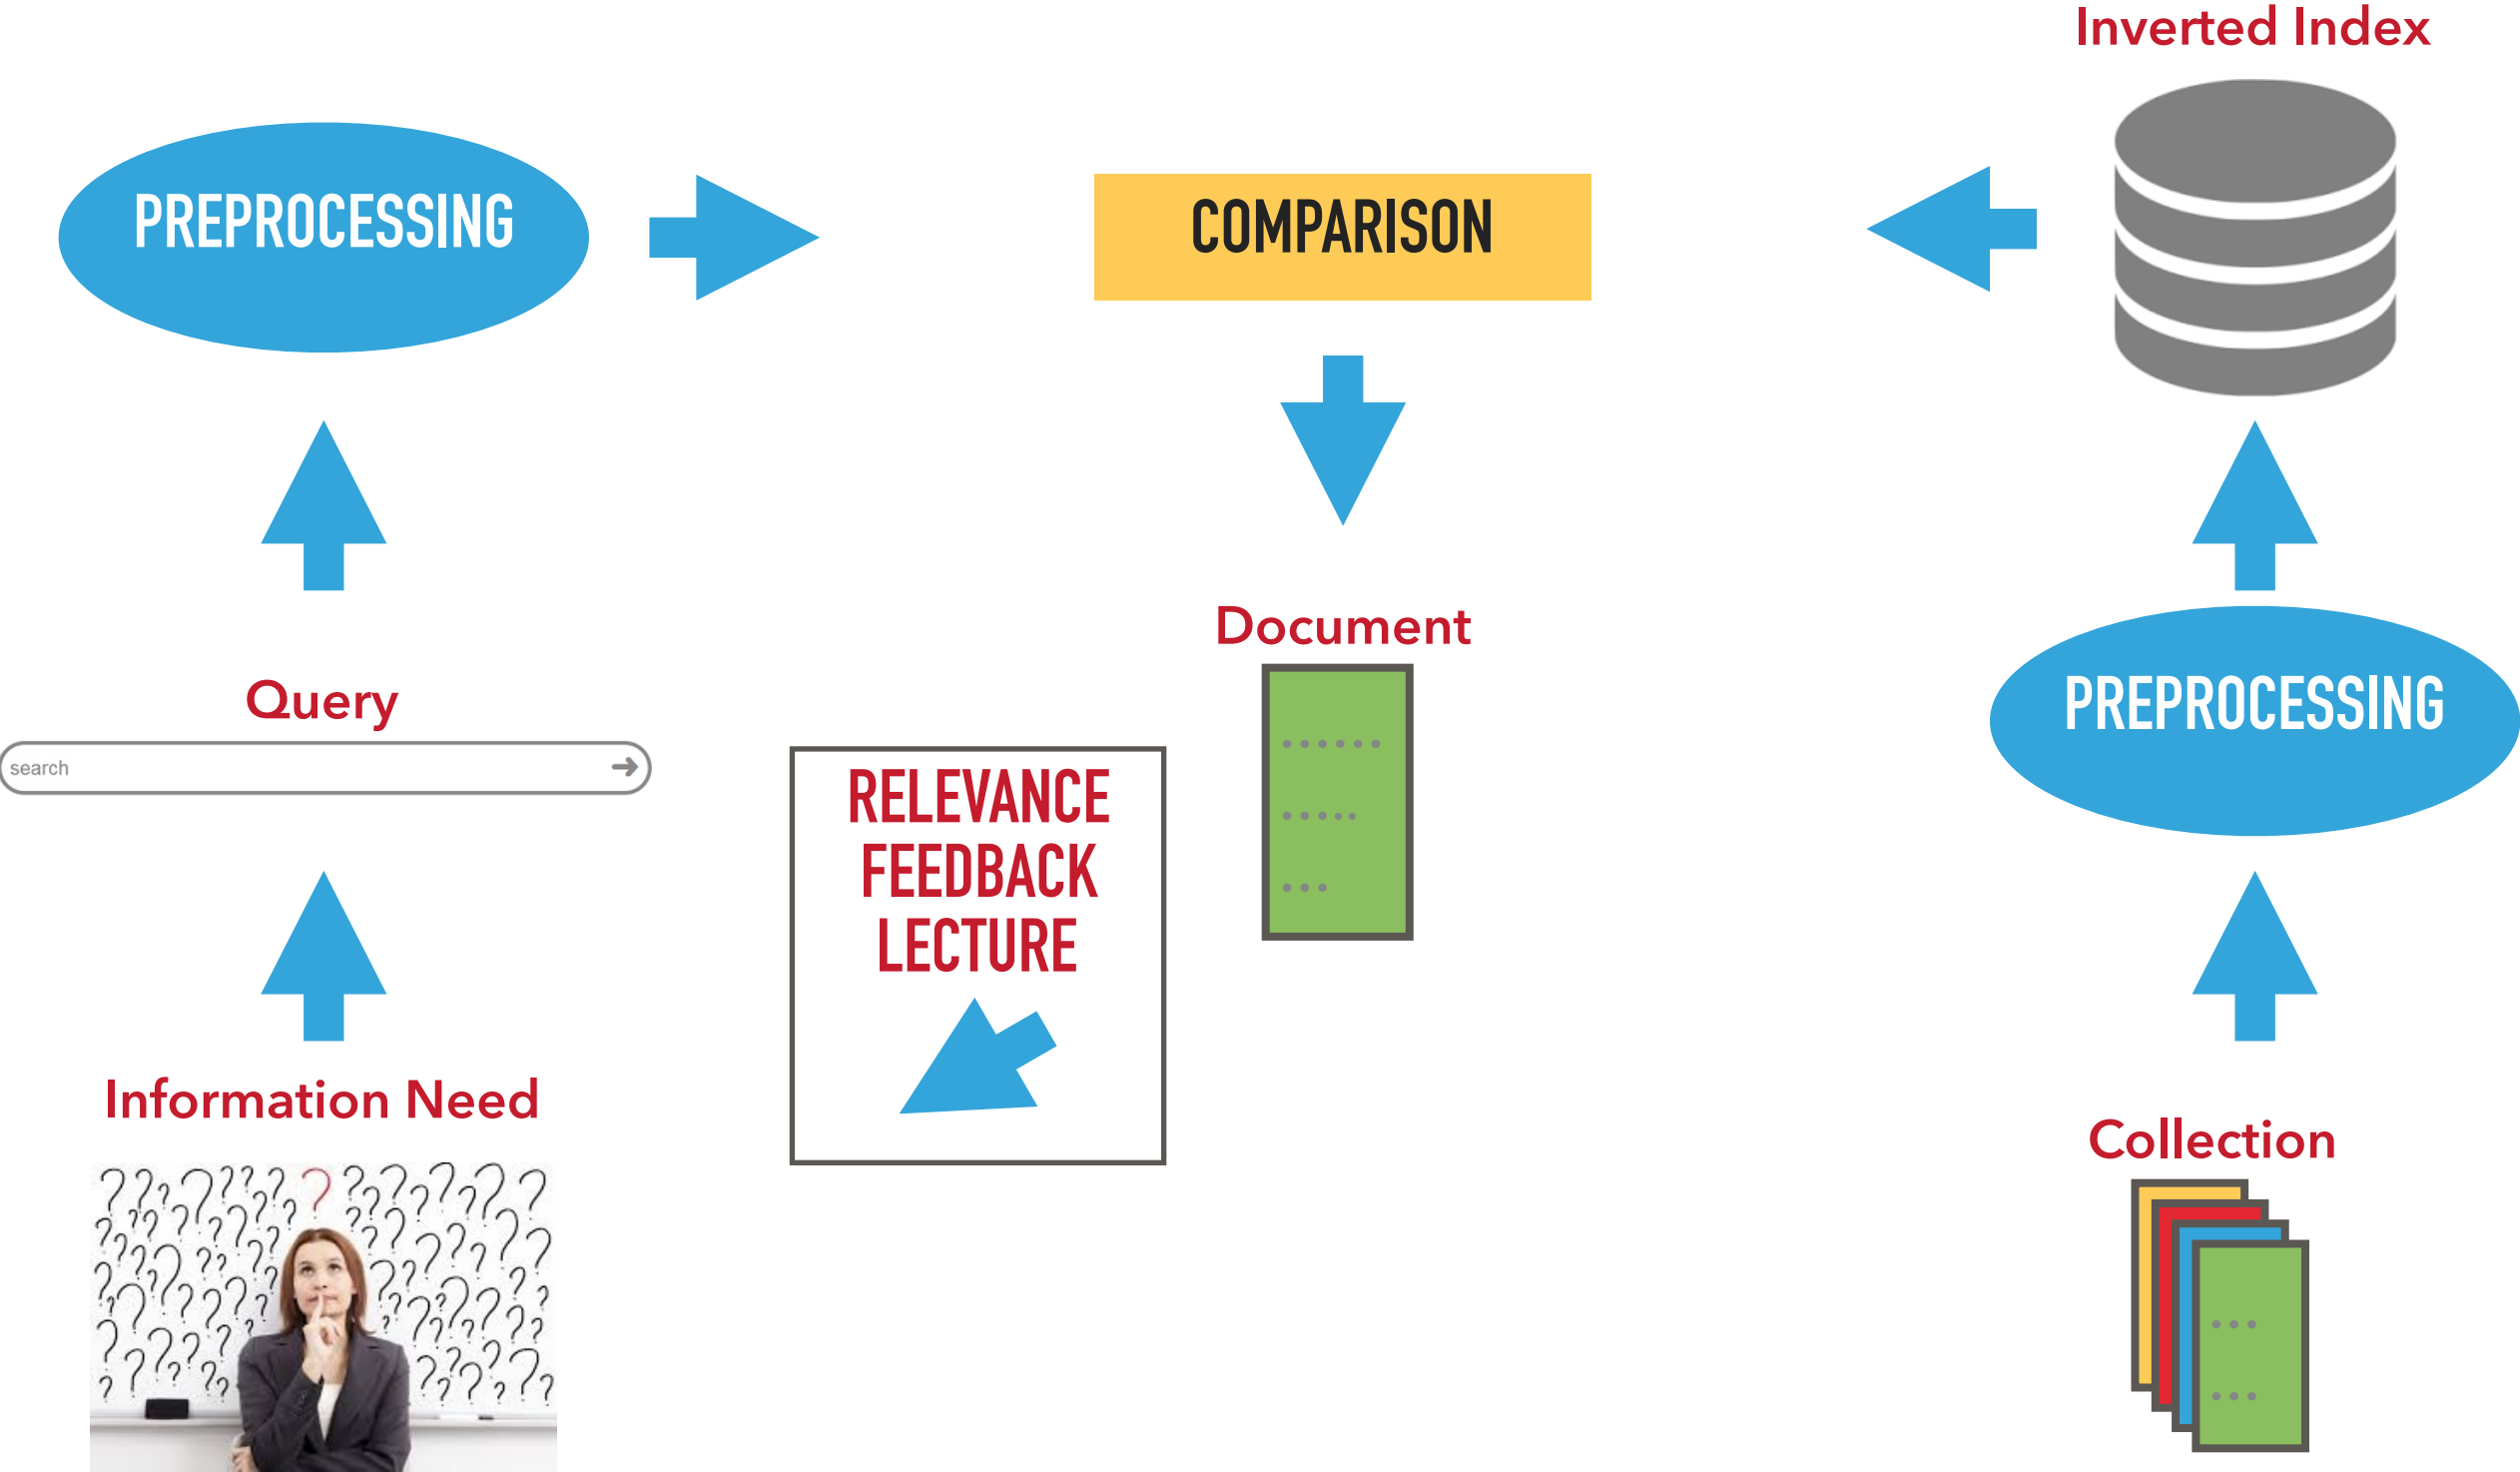 Inverted Index
PREPROCESSING
COMPARISON
Document
Query
search
PREPROCESSING
RELEVANCE
FEEDBACK
LECTURE
Information Need
Collection